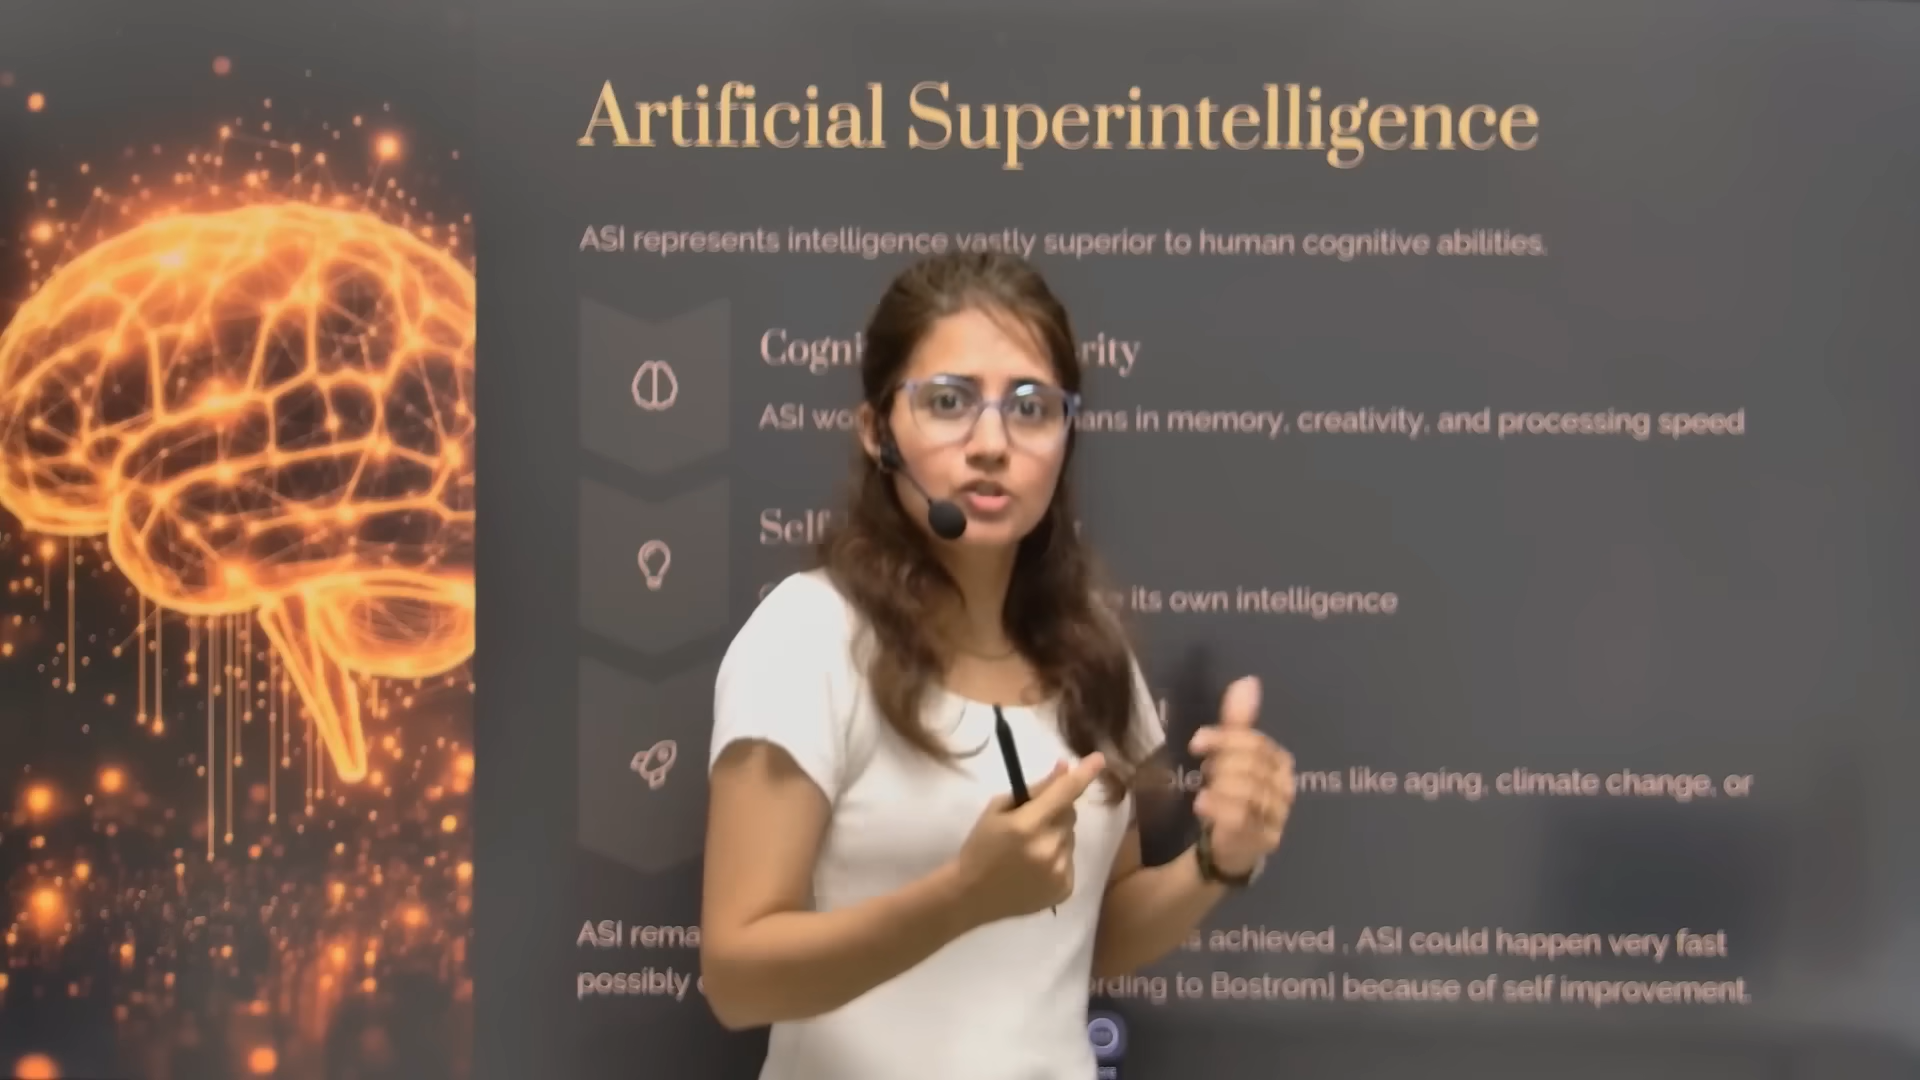 Artificial Superintelligence
ASI represents intelligence vastly superior to human cognitive abilities.
Cogni rity
ASI wo ans in memory, creativity, and processing speed
Self
its own intelligence
ms like aging, climate change, or
ASI rema s achieved . ASI could happen very fast
possibly rding to Bostrom] because of self improvement.